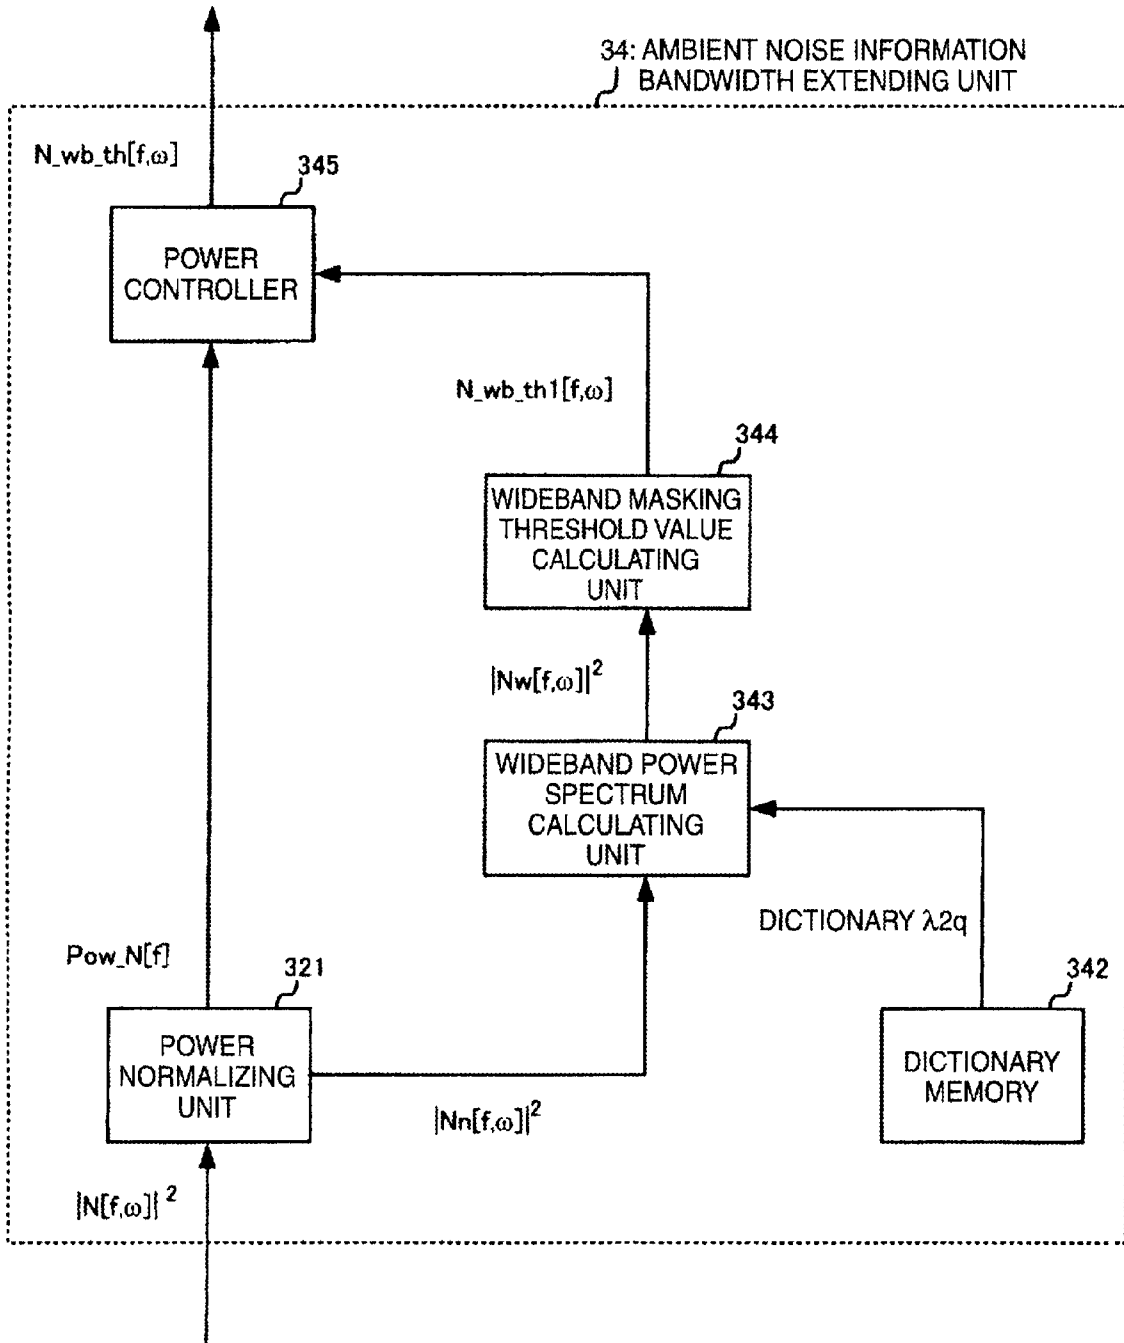 34: AMBIENT NOISE INFORMATION
BANDWIDTH EXTENDING UNIT
N_wb_th[f,ω]
345
POWER
CONTROLLER
N_wb_th1[f,ω]
344
WIDEBAND MASKING
THRESHOLD VALUE
CALCULATING
UNIT
|Nw[f,ω]|²
343
WIDEBAND POWER
SPECTRUM
CALCULATING
UNIT
DICTIONARY λ2q
Pow_N[f]
321
342
POWER
NORMALIZING
UNIT
DICTIONARY
MEMORY
|Nn[f,ω]|²
|N[f,ω]|²